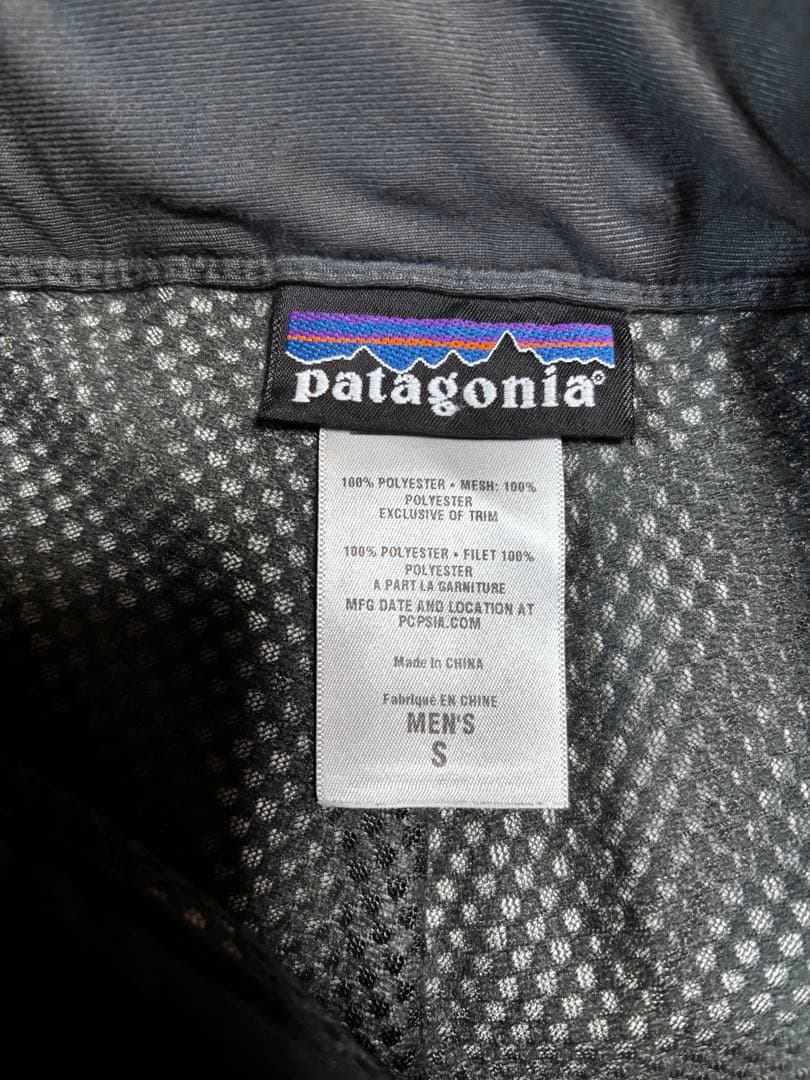 patagonia®
100% POLYESTER • MESH: 100%
POLYESTER
EXCLUSIVE OF TRIM
100% POLYESTER • FILET 100%
POLYESTER
A PART LA GARNITURE
MFG DATE AND LOCATION AT
PCPSIA.COM
Made In CHINA
Fabriqué EN CHINE
MEN'S
S